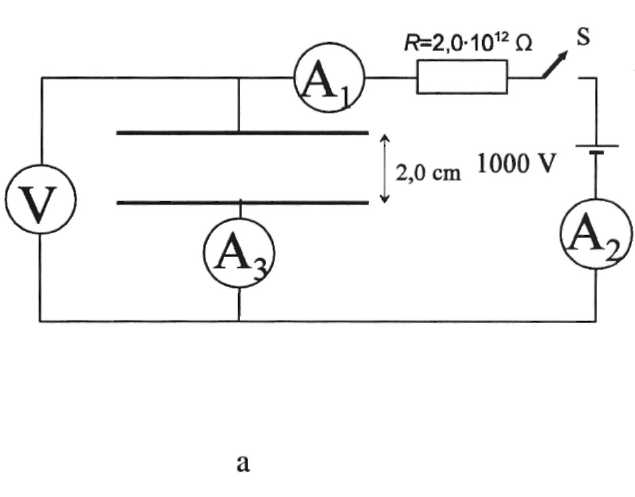 R=2,0·10¹² Ω
S
A₁
2,0 cm
1000 V
V
A₃
A₂
a